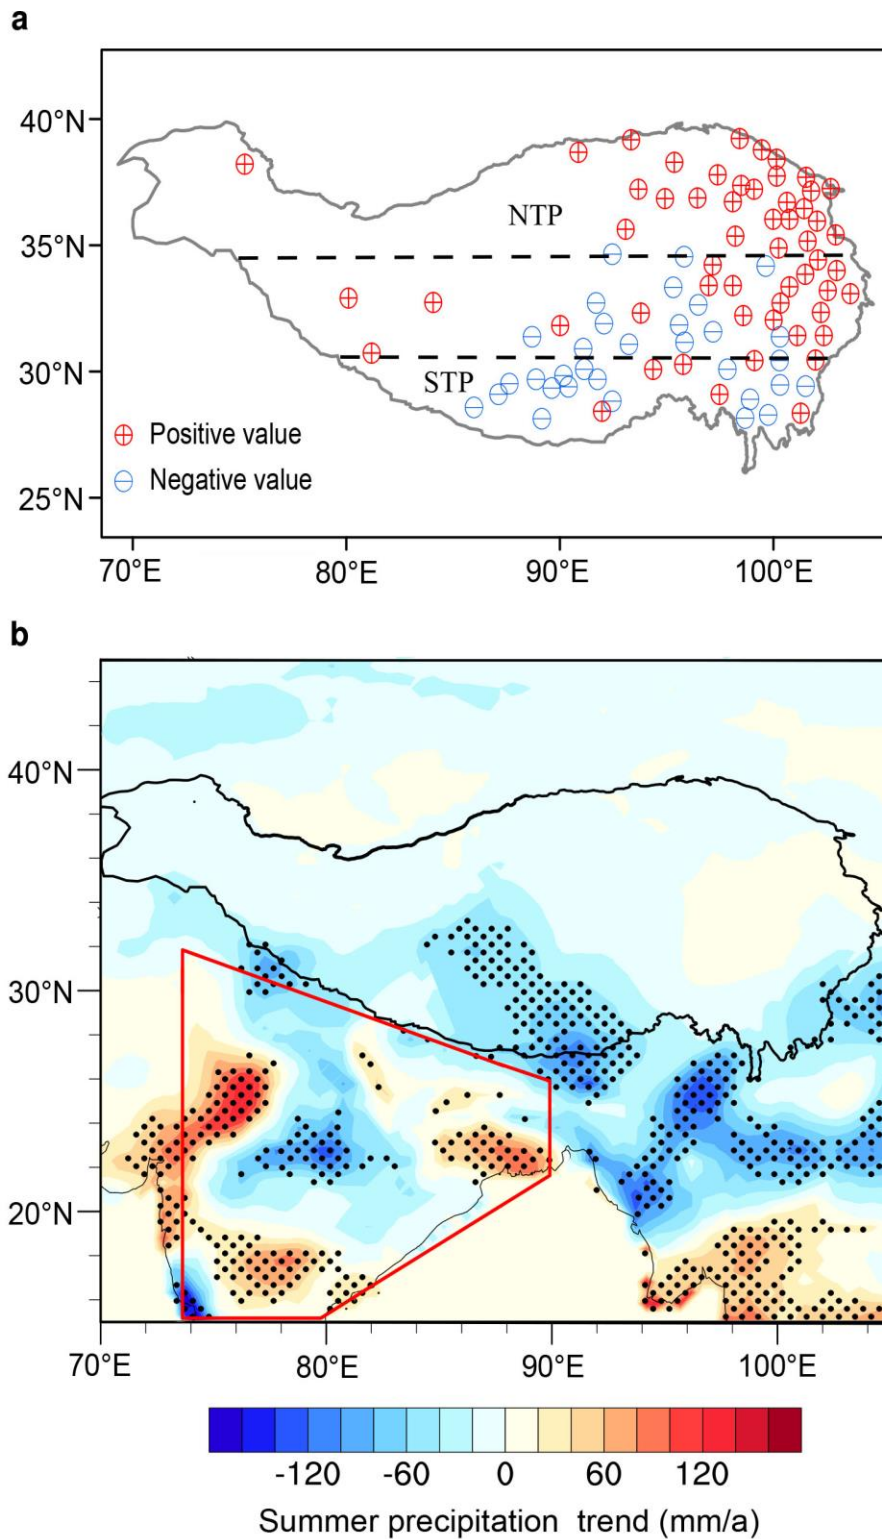 a
40°N
35°N
30°N
25°N
NTP
STP
Positive value
Negative value
70°E 80°E 90°E 100°E
b
40°N
30°N
20°N
70°E 80°E 90°E 100°E
-120 -60 0 60 120
Summer precipitation trend (mm/a)